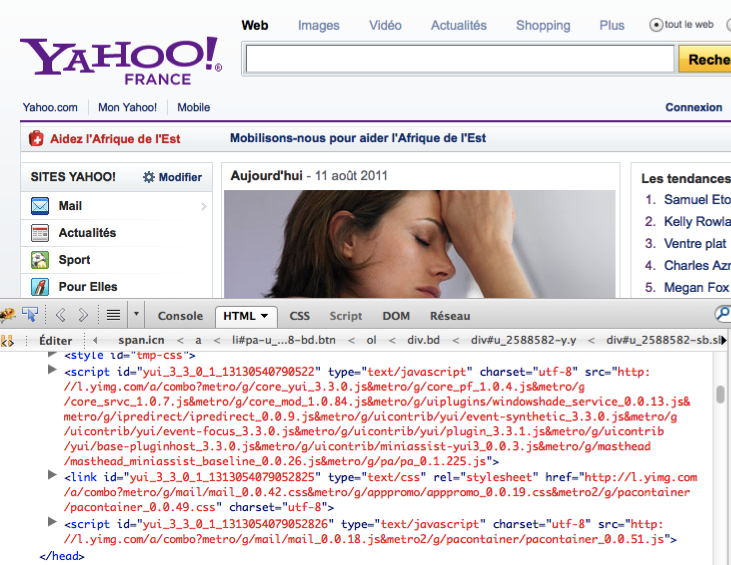 Web Images Vidéo Actualités Shopping Plus tout le web
YAHOO!®
FRANCE
Reche
Yahoo.com Mon Yahoo! Mobile Connexion
Aidez l'Afrique de l'Est Mobilisons-nous pour aider l'Afrique de l'Est
SITES YAHOO! Modifier
Mail
Actualités
Sport
Pour Elles
Aujourd'hui - 11 août 2011
Les tendances
1. Samuel Eto
2. Kelly Rowla
3. Ventre plat
4. Charles Azn
5. Megan Fox
Console HTML CSS Script DOM Réseau
Éditer span.icn < a < li#pa-u_...8-bd.btn < ol < div.bd < div#u_2588582-y.y < div#u_2588582-sb.sl
<style id="tmp-css">
<script id="yui_3_3_0_1_13130540790522" type="text/javascript" charset="utf-8" src="http:
//l.yimg.com/a/combo?metro/g/core_yui_3.3.0.js&metro/g/core_pf_1.0.4.js&metro/g
/core_srvc_1.0.7.js&metro/g/core_mod_1.0.84.js&metro/g/uiplugins/windowshade_service_0.0.13.js&
metro/g/ipredirect/ipredirect_0.0.9.js&metro/g/uicontrib/yui/event-synthetic_3.3.0.js&metro/g
/uicontrib/yui/event-focus_3.3.0.js&metro/g/uicontrib/yui/plugin_3.3.1.js&metro/g/uicontrib
/yui/base-pluginhost_3.3.0.js&metro/g/uicontrib/miniassist-yui3_0.0.3.js&metro/g/masthead
/masthead_miniassist_baseline_0.0.26.js&metro/g/pa/pa_0.1.225.js">
<link id="yui_3_3_0_1_1313054079052825" type="text/css" rel="stylesheet" href="http://l.yimg.com
/a/combo?metro/g/mail/mail_0.0.42.css&metro/g/apppromo/apppromo_0.0.19.css&metro2/g/pacontainer
/pacontainer_0.0.49.css" charset="utf-8">
<script id="yui_3_3_0_1_1313054079052826" type="text/javascript" charset="utf-8" src="http:
//l.yimg.com/a/combo?metro/g/mail/mail_0.0.18.js&metro2/g/pacontainer/pacontainer_0.0.51.js">
</head>